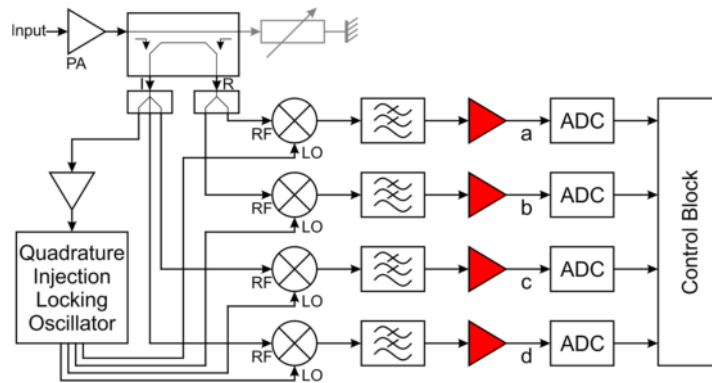 Input
PA
I
R
RF
LO
a
ADC
RF
LO
b
ADC
Quadrature
Injection
Locking
Oscillator
RF
LO
c
ADC
RF
LO
d
ADC
Control Block